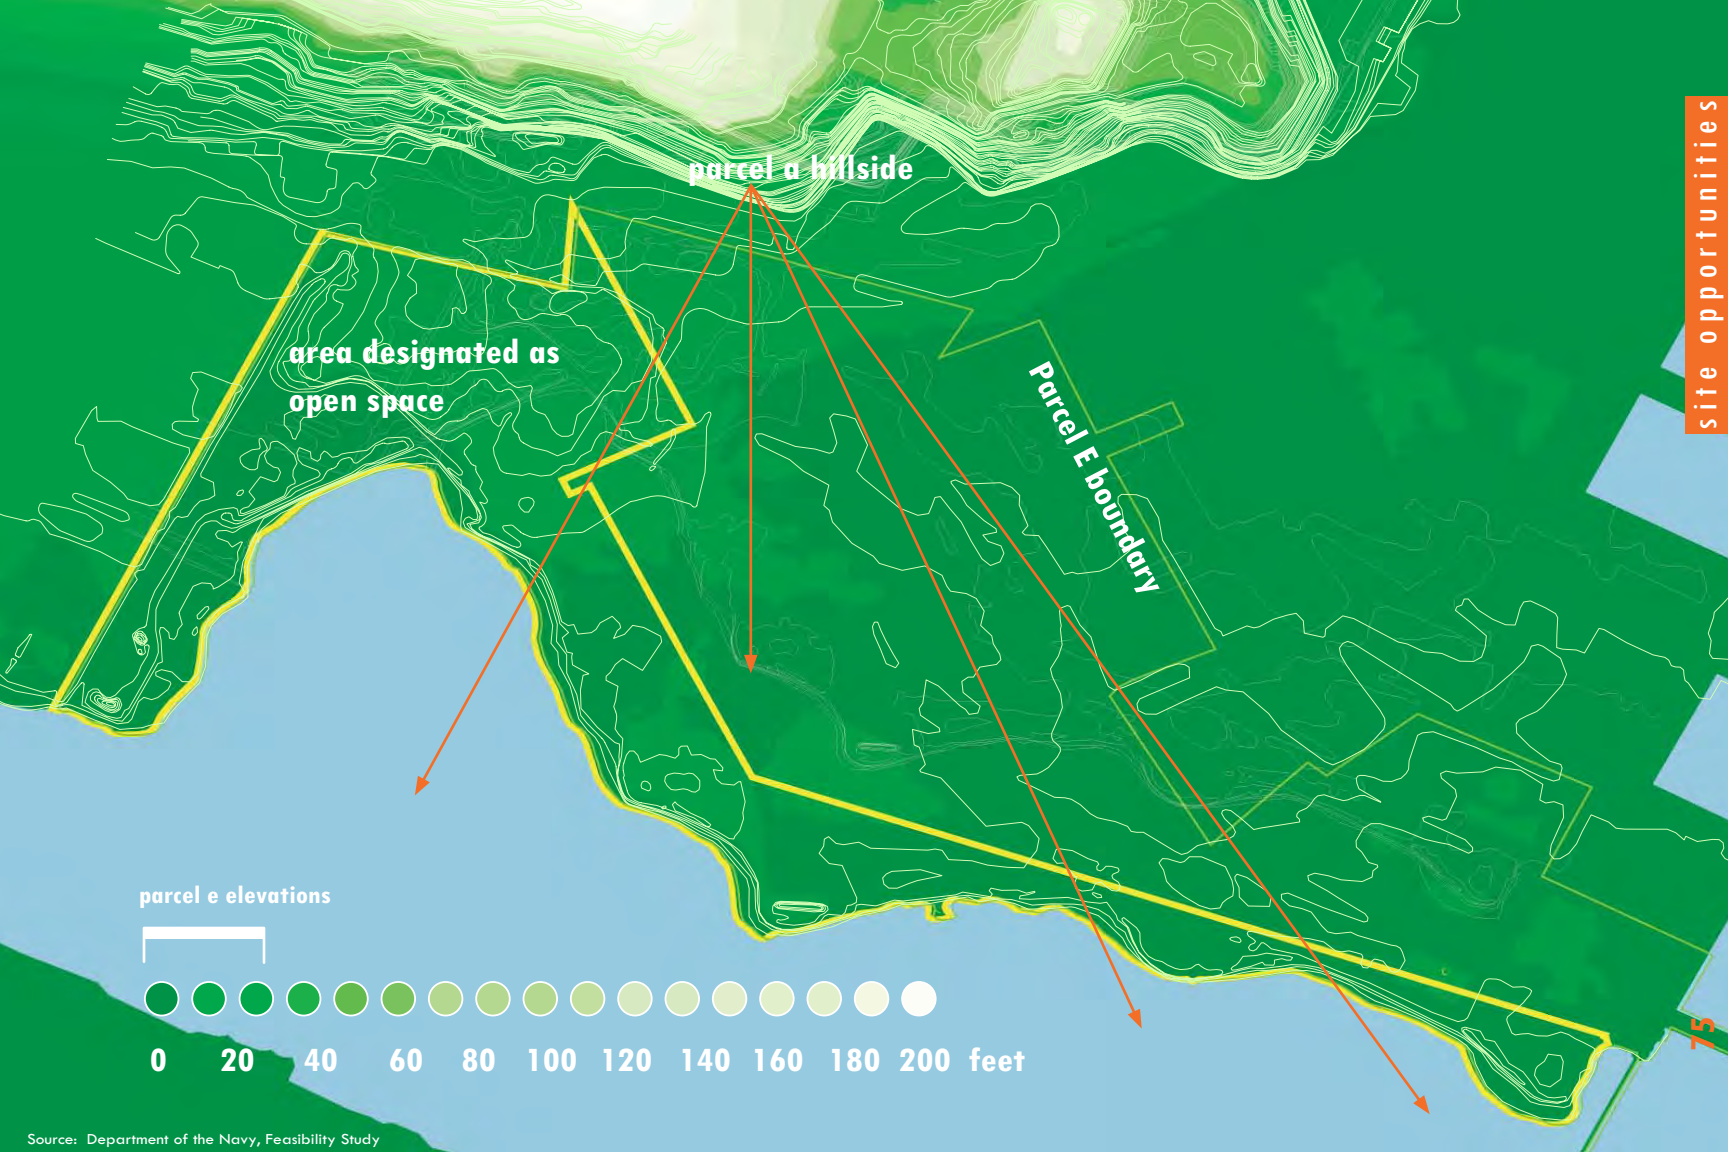 site opportunities
parcel a hillside
area designated as
open space
Parcel E boundary
parcel e elevations
0 20 40 60 80 100 120 140 160 180 200 feet
75
Source: Department of the Navy, Feasibility Study